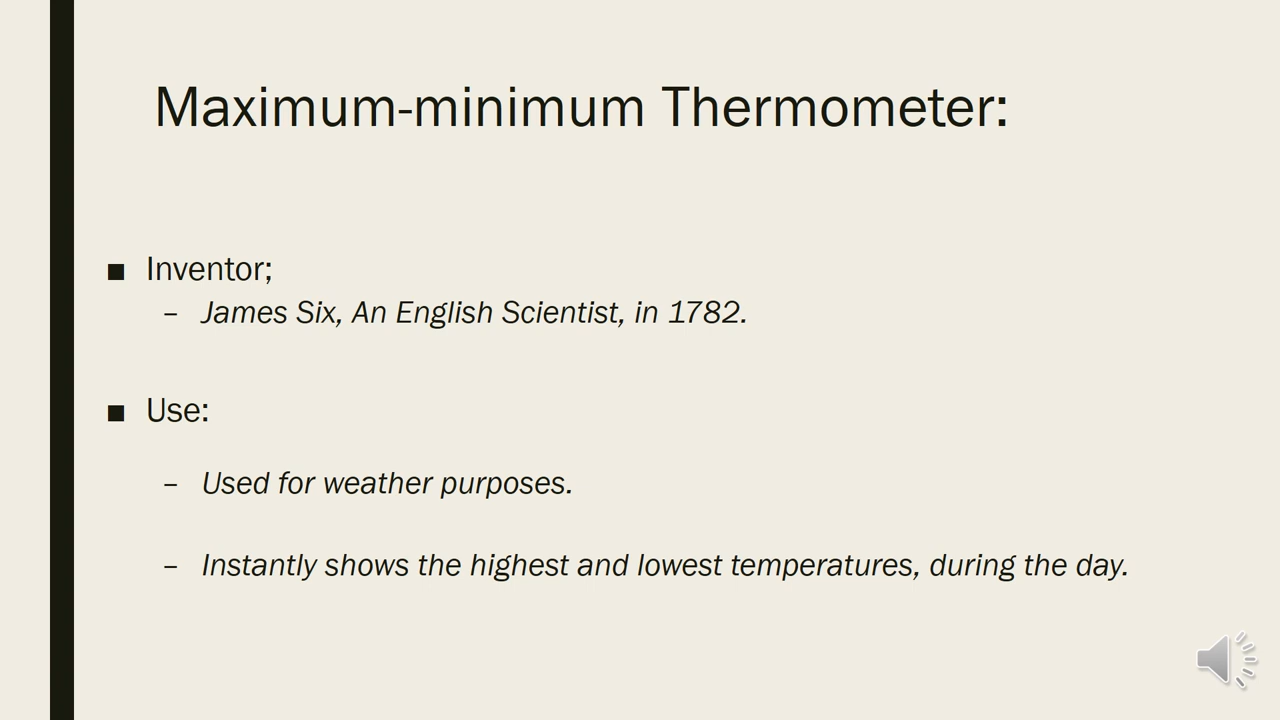 Maximum-minimum Thermometer:
■ Inventor;
– James Six, An English Scientist, in 1782.
■ Use:
– Used for weather purposes.
– Instantly shows the highest and lowest temperatures, during the day.